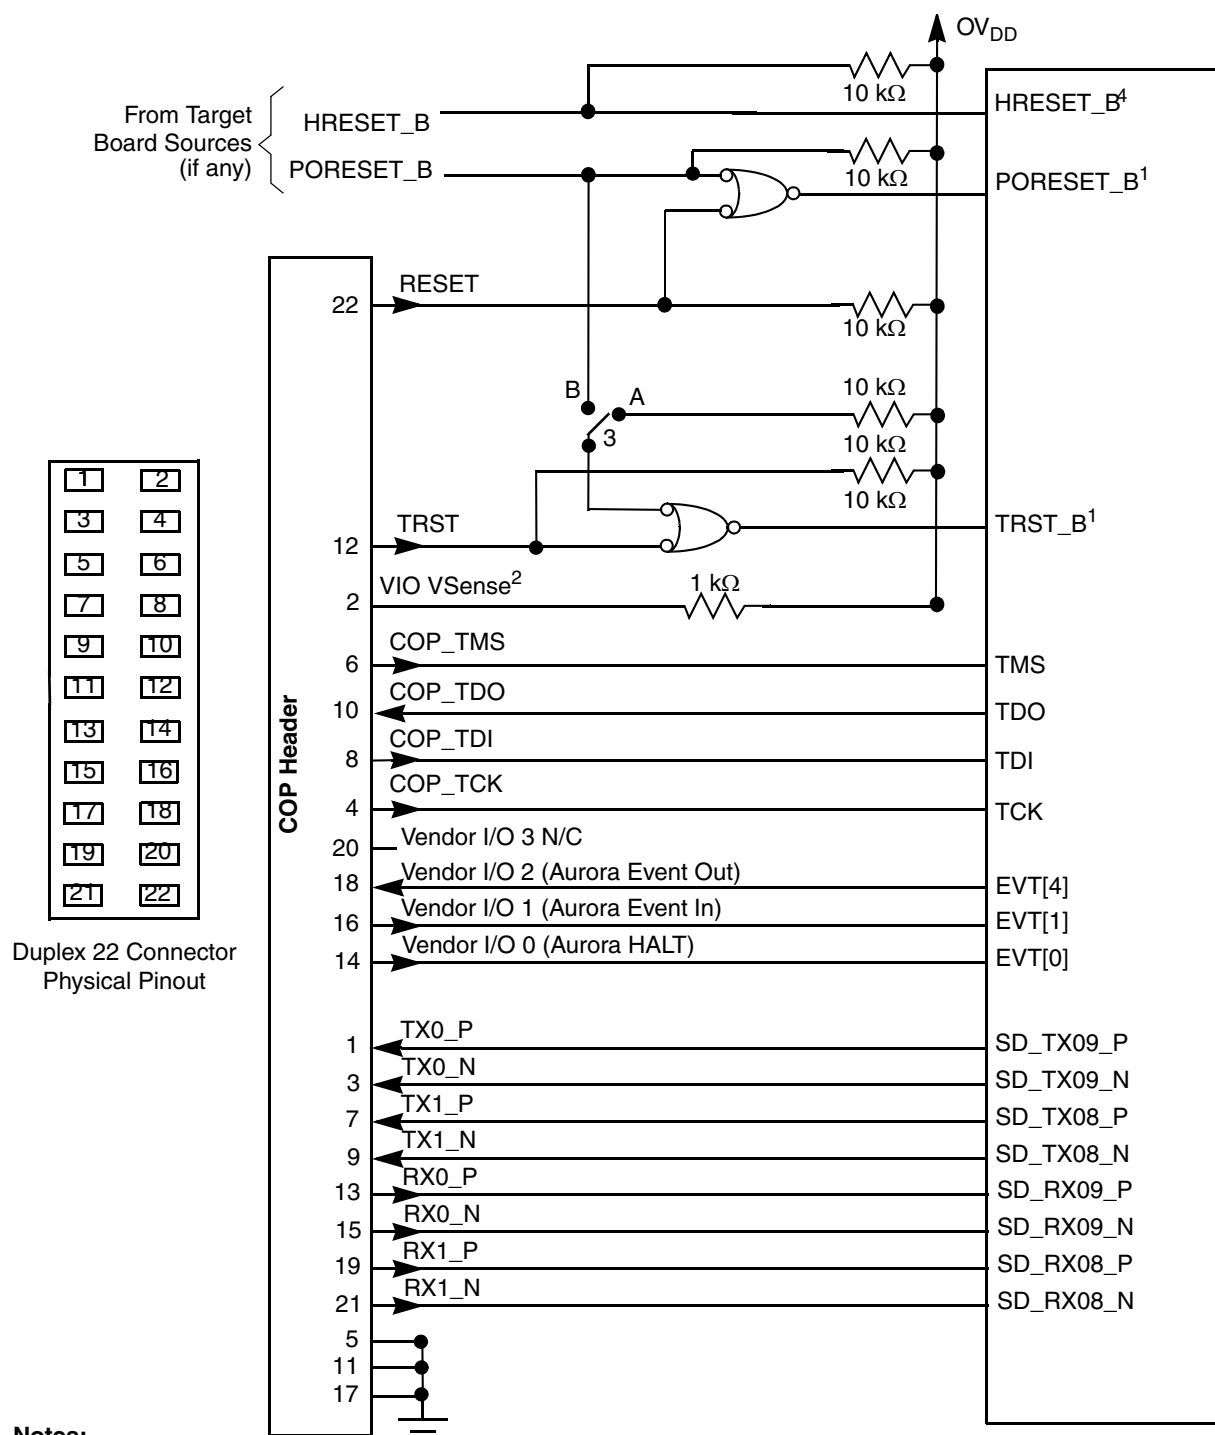 OVDD
From Target
Board Sources
(if any)
HRESET_B
PORESET_B
10 kΩ
HRESET_B4
10 kΩ
PORESET_B1
22
RESET
10 kΩ
B
A
3
10 kΩ
10 kΩ
10 kΩ
12
TRST
TRST_B1
2
VIO VSense2
1 kΩ
6
COP_TMS
TMS
10
COP_TDO
TDO
8
COP_TDI
TDI
4
COP_TCK
TCK
20
Vendor I/O 3 N/C
18
Vendor I/O 2 (Aurora Event Out)
EVT[4]
16
Vendor I/O 1 (Aurora Event In)
EVT[1]
14
Vendor I/O 0 (Aurora HALT)
EVT[0]
1
TX0_P
SD_TX09_P
3
TX0_N
SD_TX09_N
7
TX1_P
SD_TX08_P
9
TX1_N
SD_TX08_N
13
RX0_P
SD_RX09_P
15
RX0_N
SD_RX09_N
19
RX1_P
SD_RX08_P
21
RX1_N
SD_RX08_N
5
11
17
COP Header
1 2
3 4
5 6
7 8
9 10
11 12
13 14
15 16
17 18
19 20
21 22
Duplex 22 Connector
Physical Pinout
Notes: